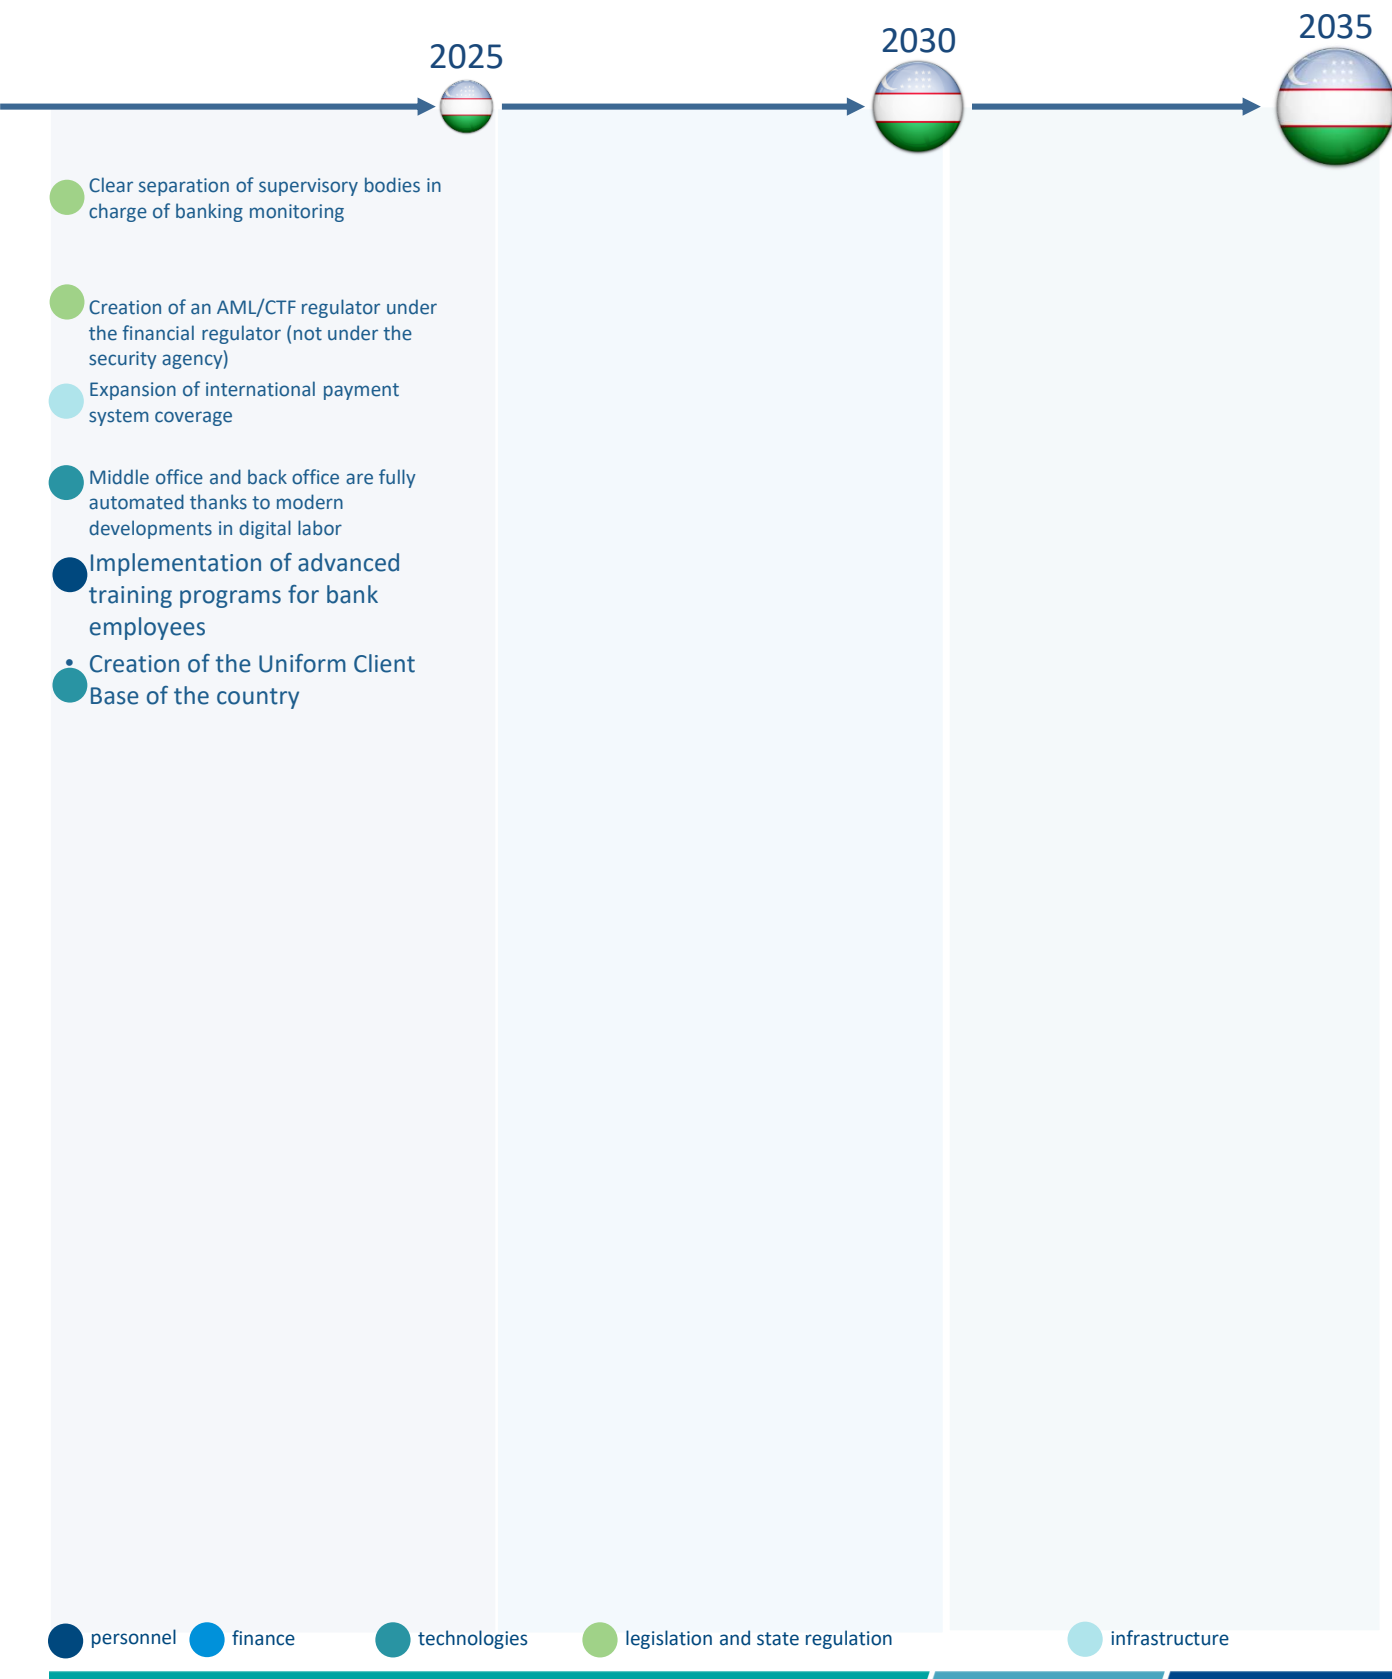 2025
2030
2035
Clear separation of supervisory bodies in
charge of banking monitoring
Creation of an AML/CTF regulator under
the financial regulator (not under the
security agency)
Expansion of international payment
system coverage
Middle office and back office are fully
automated thanks to modern
developments in digital labor
Implementation of advanced
training programs for bank
employees
• Creation of the Uniform Client
Base of the country
personnel
finance
technologies
legislation and state regulation
infrastructure